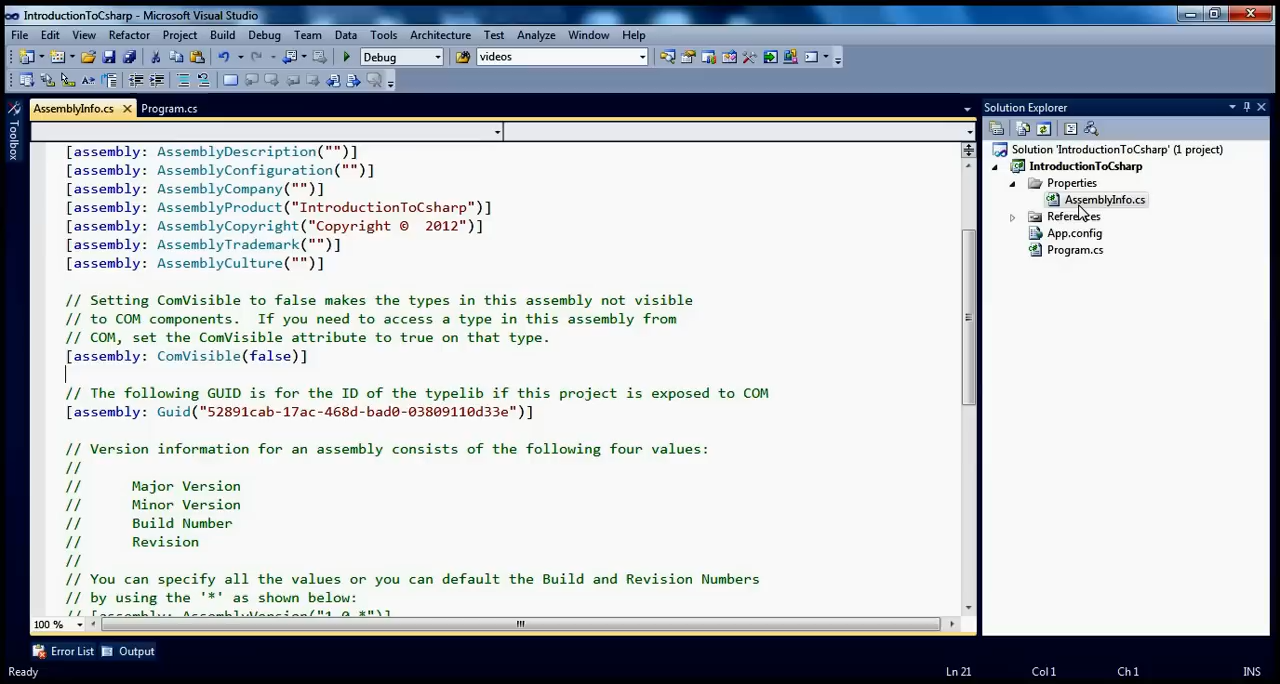 IntroductionToCsharp - Microsoft Visual Studio
File Edit View Refactor Project Build Debug Team Data Tools Architecture Test Analyze Window Help
Debug videos
Toolbox
AssemblyInfo.cs Program.cs
[assembly: AssemblyDescription("")]
[assembly: AssemblyConfiguration("")]
[assembly: AssemblyCompany("")]
[assembly: AssemblyProduct("IntroductionToCsharp")]
[assembly: AssemblyCopyright("Copyright ©  2012")]
[assembly: AssemblyTrademark("")]
[assembly: AssemblyCulture("")]
// Setting ComVisible to false makes the types in this assembly not visible
// to COM components.  If you need to access a type in this assembly from
// COM, set the ComVisible attribute to true on that type.
[assembly: ComVisible(false)]
// The following GUID is for the ID of the typelib if this project is exposed to COM
[assembly: Guid("52891cab-17ac-468d-bad0-03809110d33e")]
// Version information for an assembly consists of the following four values:
//
//      Major Version
//      Minor Version
//      Build Number
//      Revision
//
// You can specify all the values or you can default the Build and Revision Numbers
// by using the '*' as shown below:
// [assembly: AssemblyVersion("1.0.*")]
100 %
Solution Explorer
Solution 'IntroductionToCsharp' (1 project)
IntroductionToCsharp
Properties
AssemblyInfo.cs
References
App.config
Program.cs
Error List Output
Ready Ln 21 Col 1 Ch 1 INS